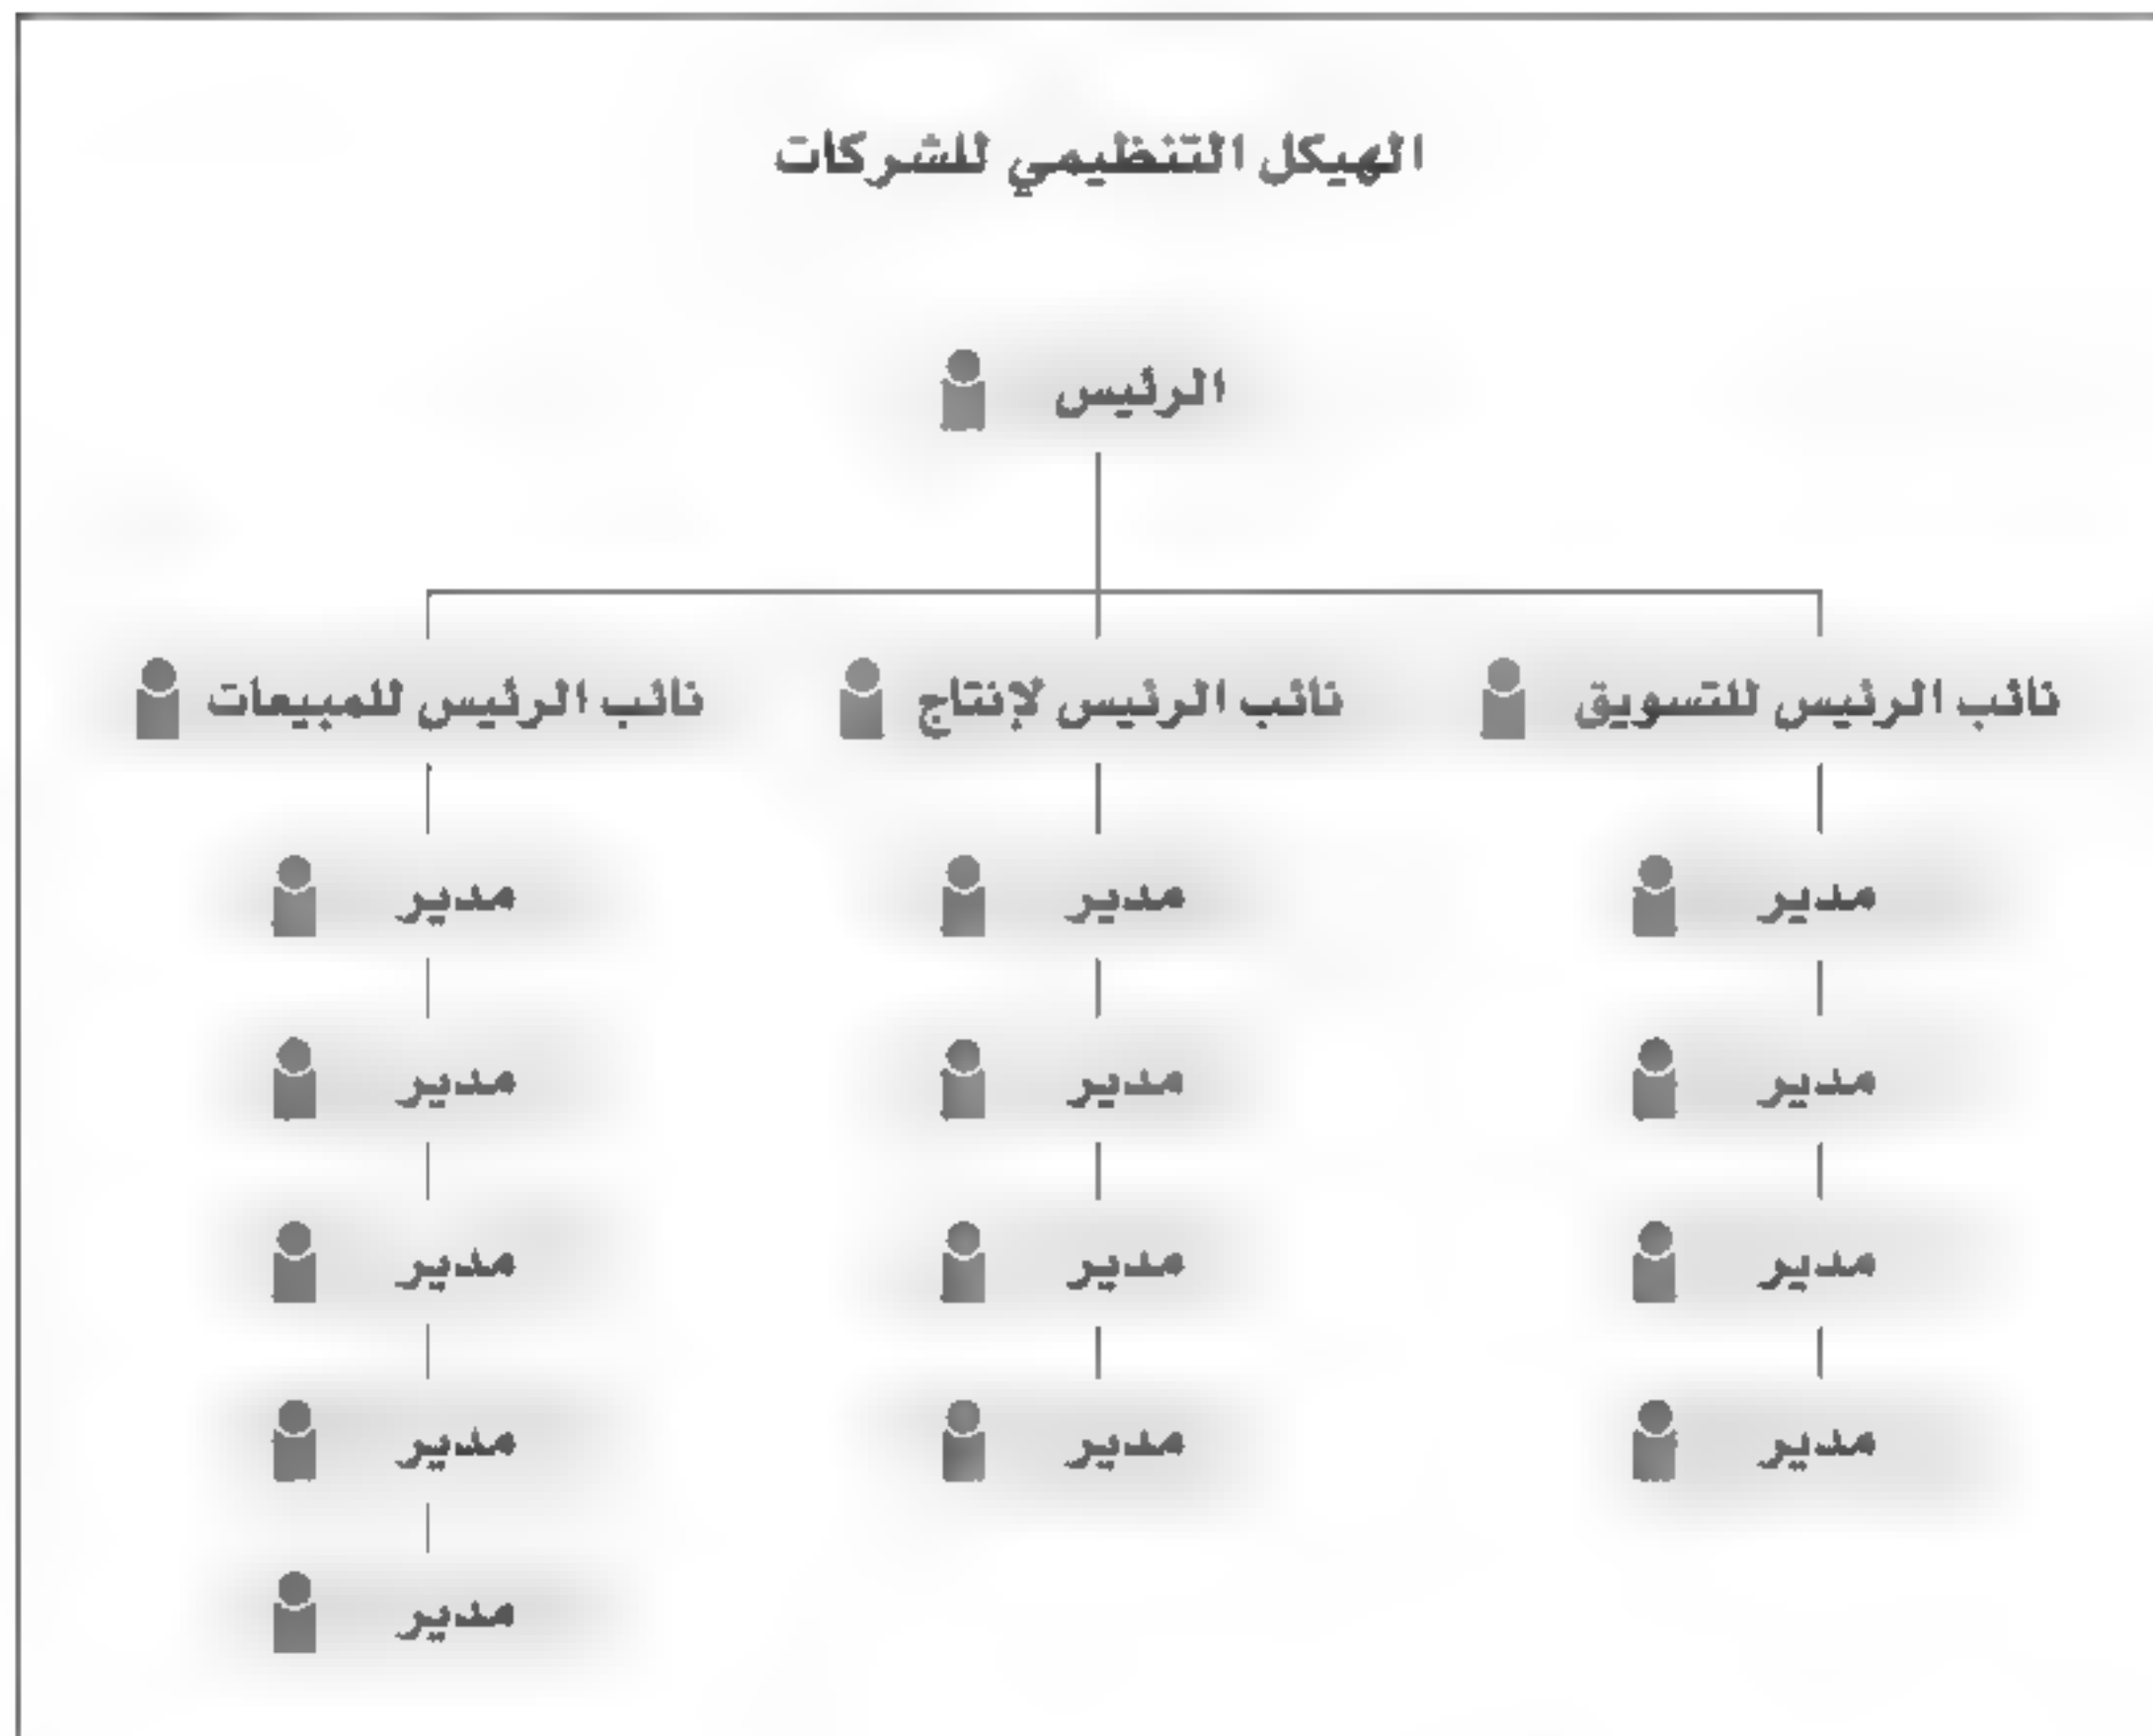 الهيكل التنظيمي للشركات
الرئيس
نائب الرئيس للتسويق
نائب الرئيس لإنتاج
نائب الرئيس للمبيعات
مدير
مدير
مدير
مدير
مدير
مدير
مدير
مدير
مدير
مدير
مدير
مدير
مدير